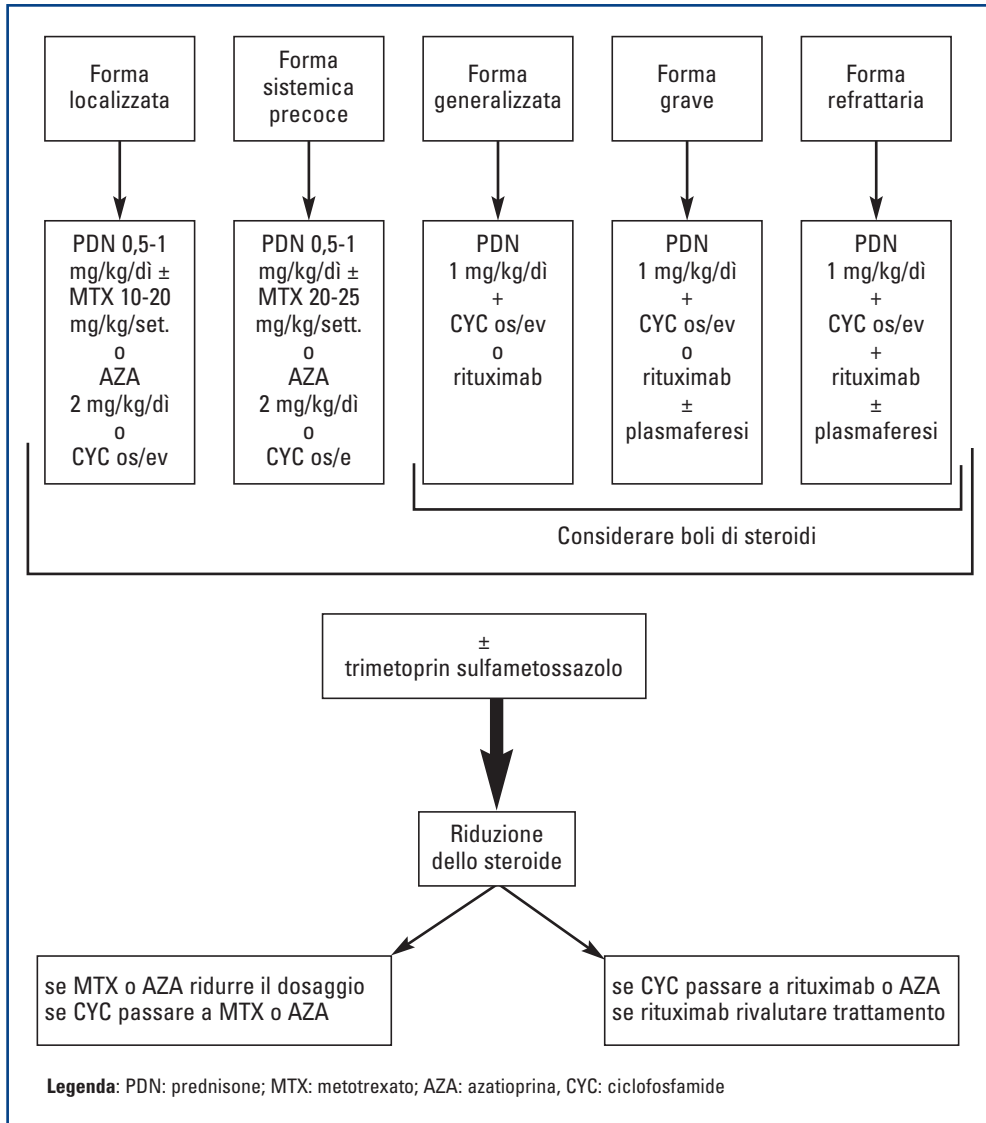 Forma
localizzata
Forma
sistemica
precoce
Forma
generalizzata
Forma
grave
Forma
refrattaria
PDN 0,5-1
mg/kg/dì ±
MTX 10-20
mg/kg/set.
o
AZA
2 mg/kg/dì
o
CYC os/ev
PDN 0,5-1
mg/kg/dì ±
MTX 20-25
mg/kg/sett.
o
AZA
2 mg/kg/dì
o
CYC os/e
PDN
1 mg/kg/dì
+
CYC os/ev
o
rituximab
PDN
1 mg/kg/dì
+
CYC os/ev
o
rituximab
±
plasmaferesi
PDN
1 mg/kg/dì
+
CYC os/ev
+
rituximab
±
plasmaferesi
Considerare boli di steroidi
±
trimetoprin sulfametossazolo
Riduzione
dello steroide
se MTX o AZA ridurre il dosaggio
se CYC passare a MTX o AZA
se CYC passare a rituximab o AZA
se rituximab rivalutare trattamento
Legenda: PDN: prednisone; MTX: metotrexato; AZA: azatioprina, CYC: ciclofosfamide